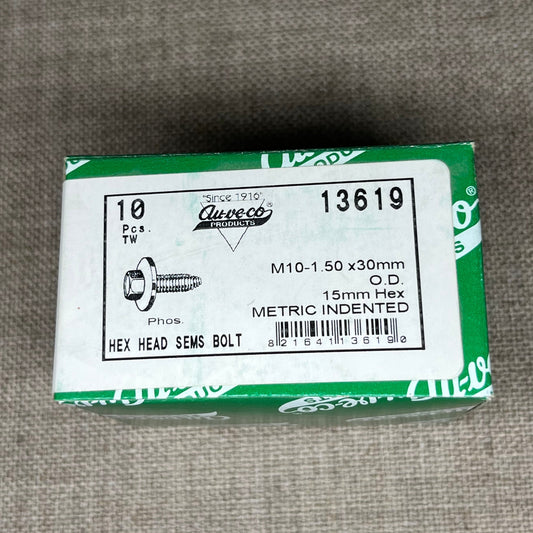 10
Pcs.
TW
"Since 1916"
Au-ve-co®
PRODUCTS
13619
M10-1.50 x30mm
O.D.
15mm Hex
METRIC INDENTED
Phos.
HEX HEAD SEMS BOLT
8 21641 13619 0